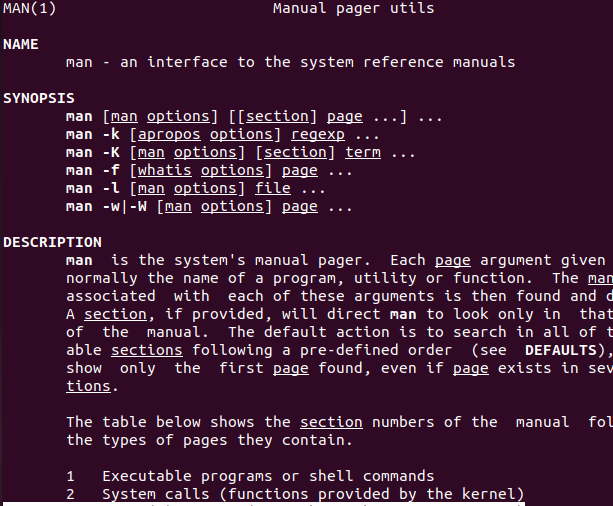 MAN(1) Manual pager utils
NAME
man - an interface to the system reference manuals
SYNOPSIS
man [man options] [[section] page ...] ...
man -k [apropos options] regexp ...
man -K [man options] [section] term ...
man -f [whatis options] page ...
man -l [man options] file ...
man -w|-W [man options] page ...
DESCRIPTION
man is the system's manual pager. Each page argument given
normally the name of a program, utility or function. The man
associated with each of these arguments is then found and d
A section, if provided, will direct man to look only in that
of the manual. The default action is to search in all of t
able sections following a pre-defined order (see DEFAULTS),
show only the first page found, even if page exists in sev
tions.
The table below shows the section numbers of the manual fol
the types of pages they contain.
1 Executable programs or shell commands
2 System calls (functions provided by the kernel)